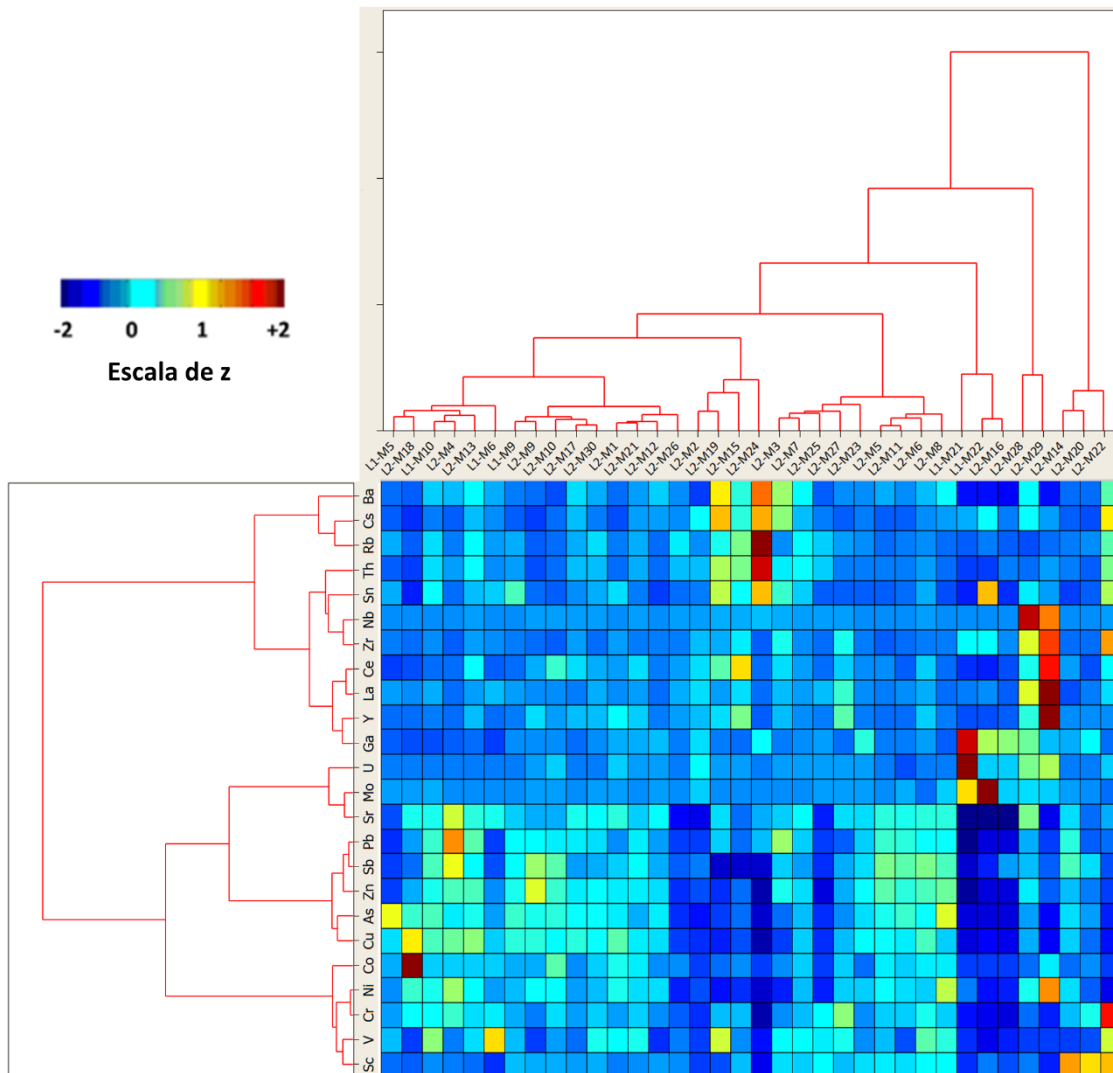 -2 0 1 +2
Escala de z
L1-M5
L2-M18
L1-M10
L2-M4
L2-M13
L1-M6
L1-M9
L2-M9
L2-M10
L2-M17
L2-M30
L2-M1
L2-M21
L2-M12
L2-M26
L2-M2
L2-M19
L2-M15
L2-M24
L2-M3
L2-M7
L2-M25
L2-M27
L2-M23
L2-M5
L2-M11
L2-M6
L2-M8
L1-M21
L1-M22
L2-M16
L2-M28
L2-M29
L2-M14
L2-M20
L2-M22
Ba
Cs
Rb
Th
Sn
Nb
Zr
Ce
La
Y
Ga
U
Mo
Sr
Pb
Sb
Zn
As
Cu
Co
Ni
Cr
V
Sc